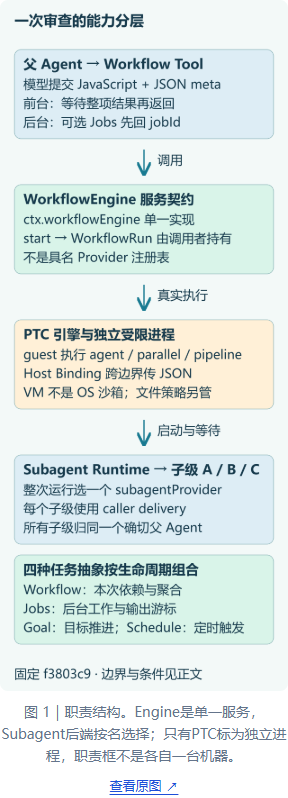 一次审查的能力分层
父 Agent → Workflow Tool
模型提交 JavaScript + JSON meta
前台：等待整项结果再返回
后台：可选 Jobs 先回 jobId
调用
WorkflowEngine 服务契约
ctx.workflowEngine 单一实现
start → WorkflowRun 由调用者持有
不是具名 Provider 注册表
真实执行
PTC 引擎与独立受限进程
guest 执行 agent / parallel / pipeline
Host Binding 跨边界传 JSON
VM 不是 OS 沙箱；文件策略另管
启动与等待
Subagent Runtime → 子级 A / B / C
整次运行选一个 subagentProvider
每个子级使用 caller delivery
所有子级归同一个确切父 Agent
四种任务抽象按生命周期组合
Workflow：本次依赖与聚合
Jobs：后台工作与输出游标
Goal：目标推进；Schedule：定时触发
固定 f3803c9 · 边界与条件见正文
图 1｜职责结构。Engine是单一服务，
Subagent后端按名选择；只有PTC标为独立进
程，职责框不是各自一台机器。
查看原图 ↗